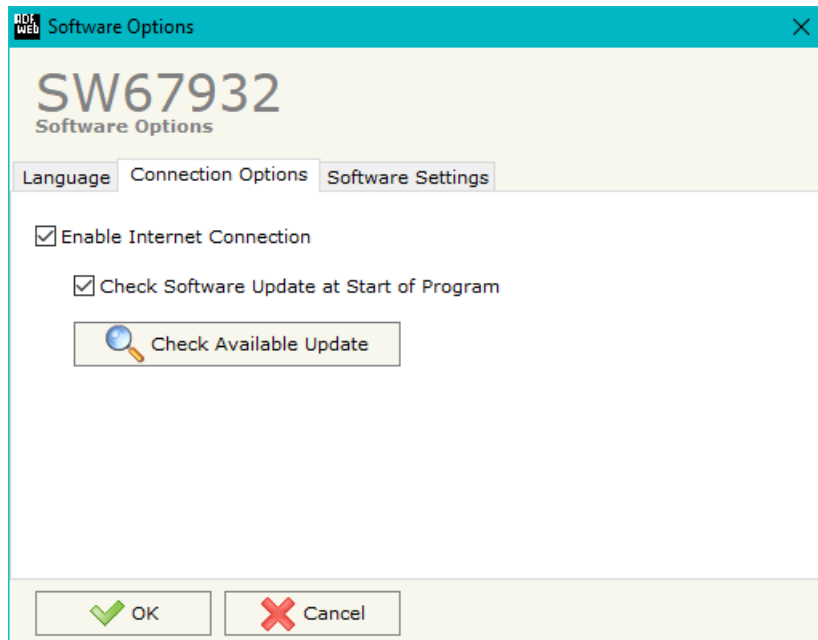 ADF
WEB
Software Options
SW67932
Software Options
Language Connection Options Software Settings
Enable Internet Connection
Check Software Update at Start of Program
Check Available Update
OK Cancel